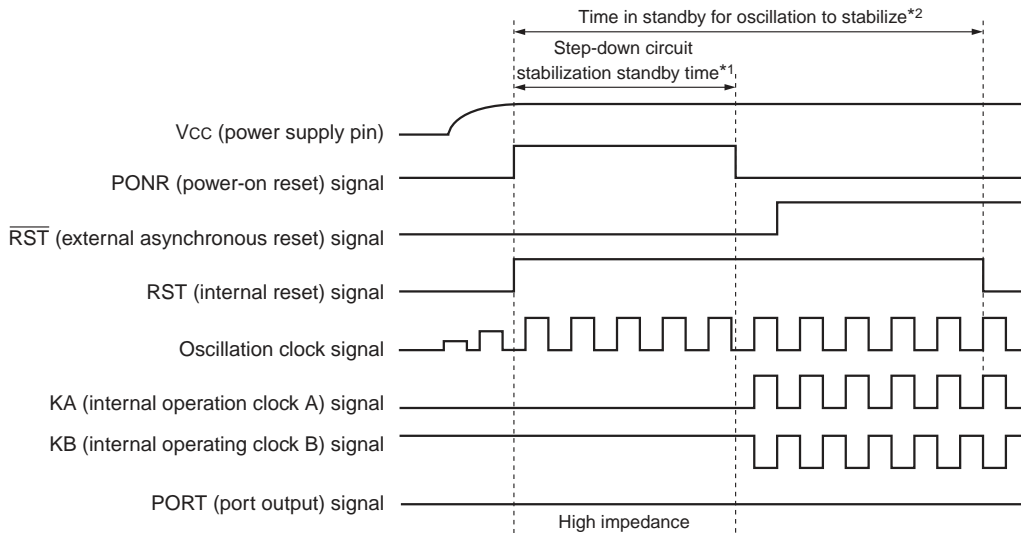 Time in standby for oscillation to stabilize*2
Step-down circuit
stabilization standby time*1
VCC (power supply pin)
PONR (power-on reset) signal
RST (external asynchronous reset) signal
RST (internal reset) signal
Oscillation clock signal
KA (internal operation clock A) signal
KB (internal operating clock B) signal
PORT (port output) signal
High impedance